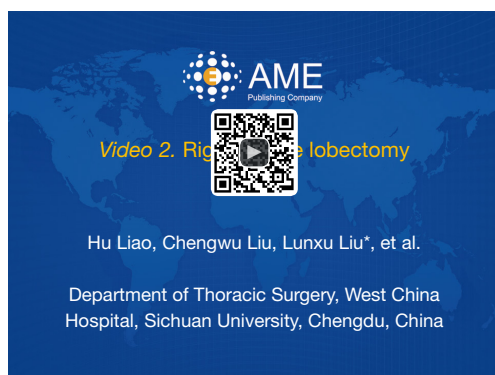 E AME
Publishing Company
Video 2. Rig e lobectomy
Hu Liao, Chengwu Liu, Lunxu Liu*, et al.
Department of Thoracic Surgery, West China
Hospital, Sichuan University, Chengdu, China